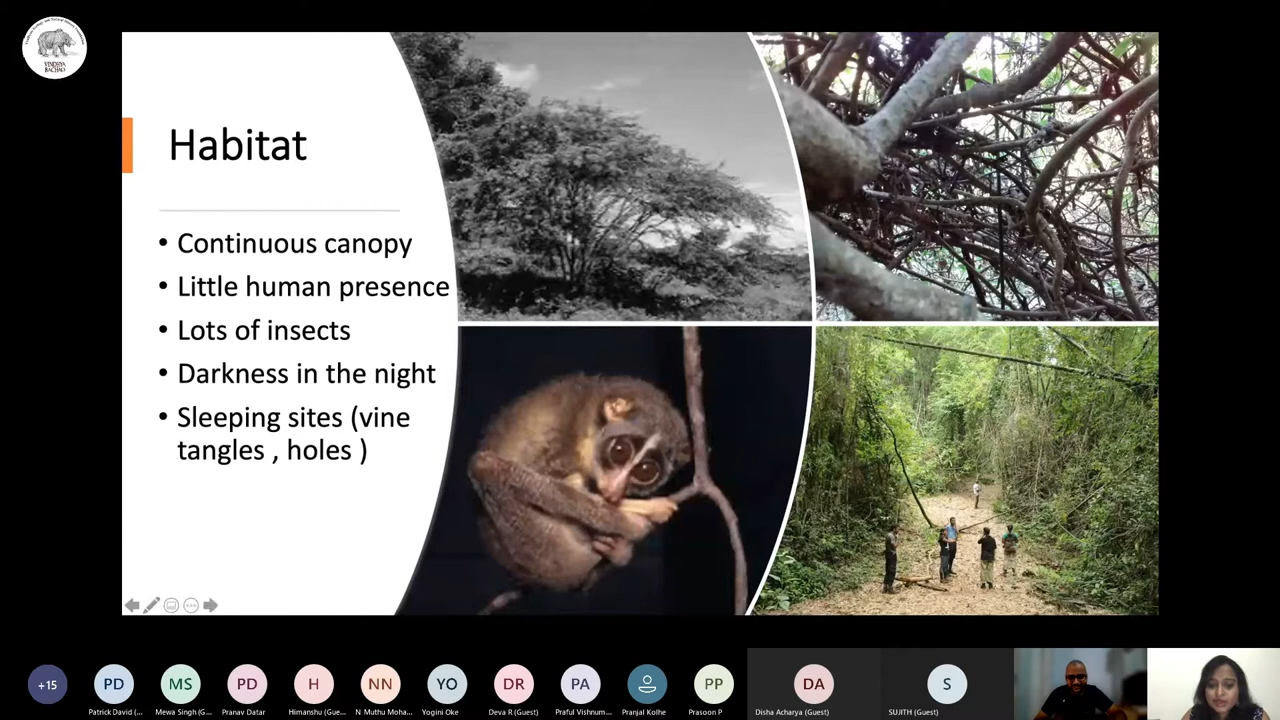 VINDHYA
BACHAO
Habitat
• Continuous canopy
• Little human presence
• Lots of insects
• Darkness in the night
• Sleeping sites (vine
tangles , holes )
+15
PD
MS
PD
H
NN
YO
DR
PA
PP
DA
S
Patrick David (...
Mewa Singh (G...
Pranav Datar
Himanshu (Gue...
N Muthu Moha...
Yogini Oke
Deva R (Guest)
Praful Vishnum...
Pranjal Kolhe
Prasoon P
Disha Acharya (Guest)
SUJITH (Guest)